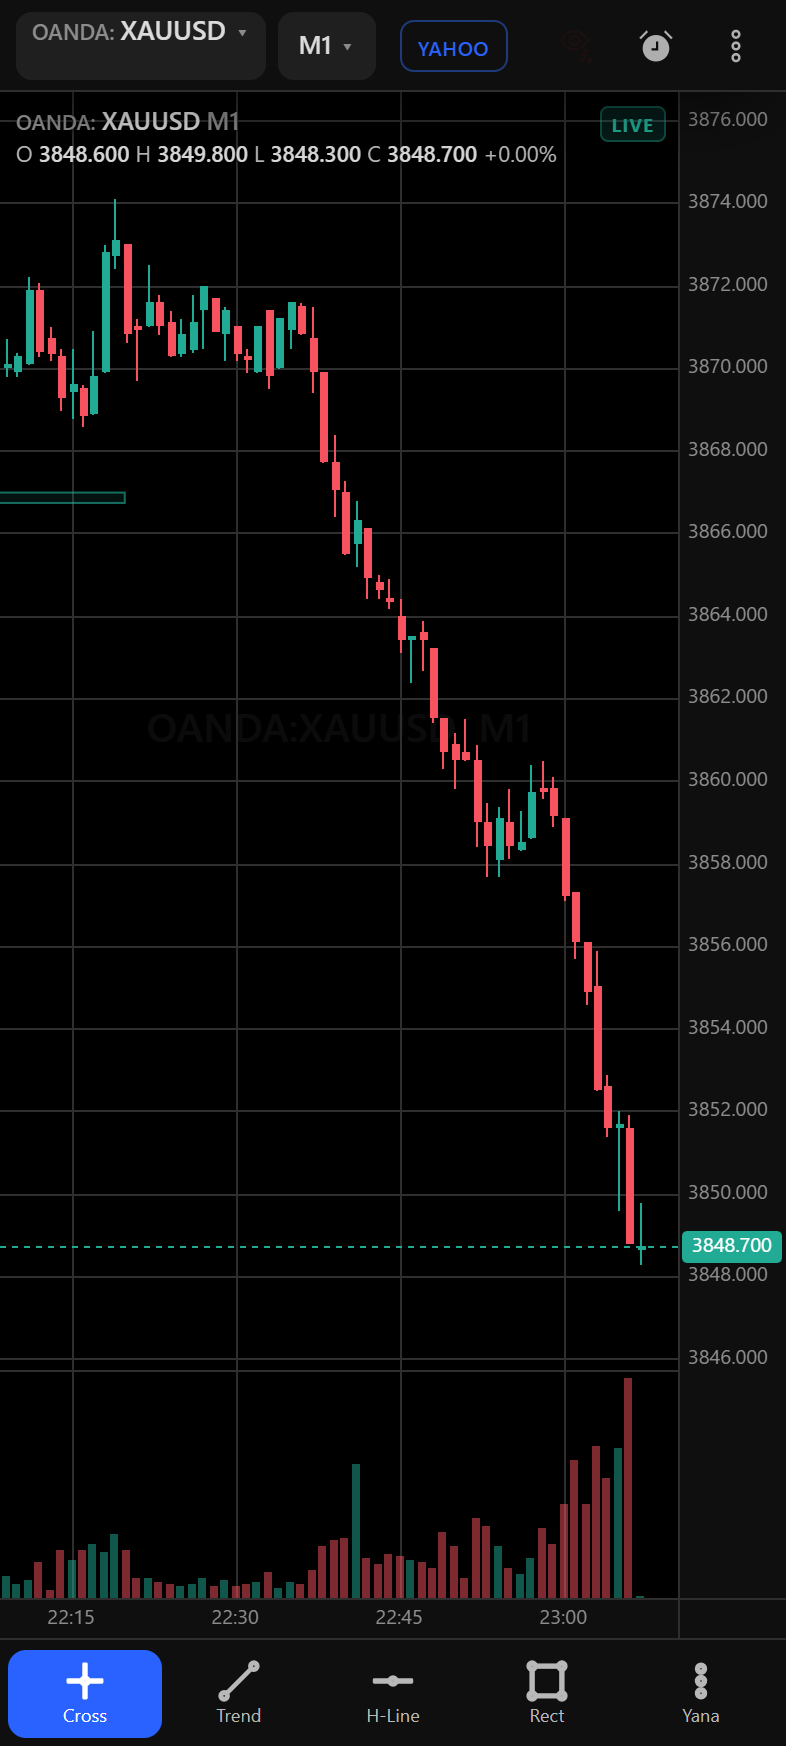 OANDA: XAUUSD ▾
M1 ▾
YAHOO
OANDA: XAUUSD M1
LIVE
O 3848.600 H 3849.800 L 3848.300 C 3848.700 +0.00%
3876.000
3874.000
3872.000
3870.000
3868.000
3866.000
3864.000
3862.000
OANDA:XAUUSD, M1
3860.000
3858.000
3856.000
3854.000
3852.000
3850.000
3848.700
3848.000
3846.000
22:15 22:30 22:45 23:00
Cross Trend H-Line Rect Yana